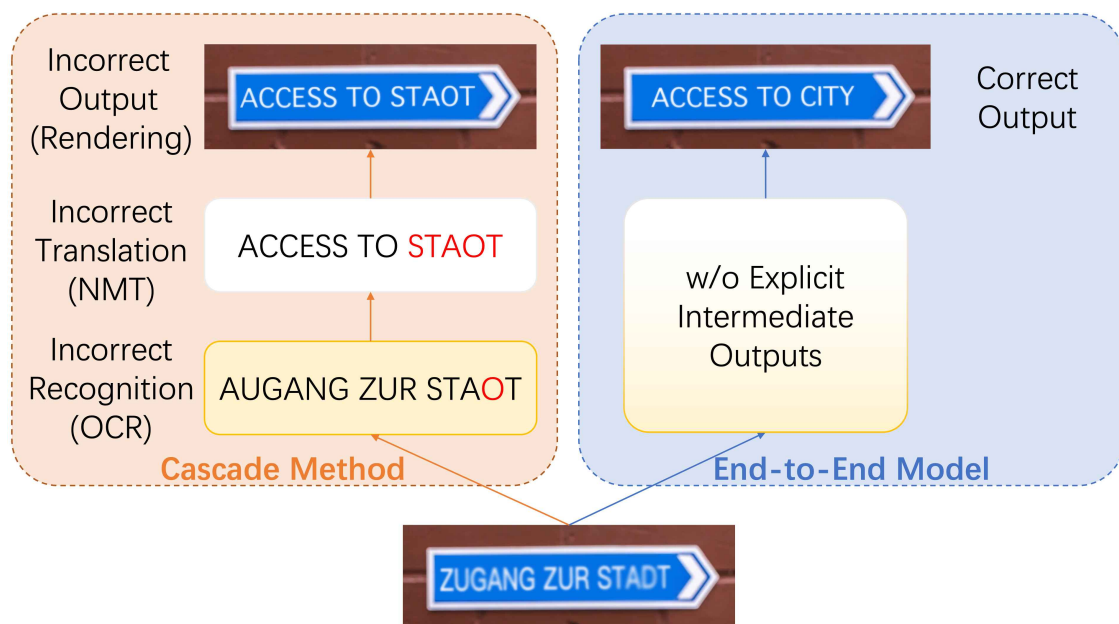 Incorrect
Output
(Rendering)
ACCESS TO STAOT
Incorrect
Translation
(NMT)
ACCESS TO STAOT
Incorrect
Recognition
(OCR)
AUGANG ZUR STAOT
Cascade Method
ACCESS TO CITY
Correct
Output
w/o Explicit
Intermediate
Outputs
End-to-End Model
ZUGANG ZUR STADT